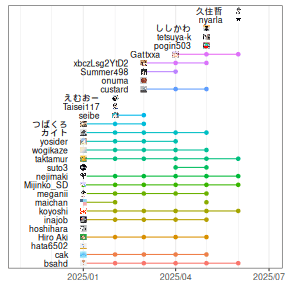 久住哲
nyarla
ししかわ
tetsuya-k
pogin503
Gattxxa
xbczLsg2YtD2
Summer498
onuma
custard
えむおー
Taisei117
seibe
つばくろ
カイト
yosider
wogikaze
taktamur
suto3
nejimaki
Mijinko_SD
meganii
maichan
koyoshi
inajob
hoshihara
Hiro Aki
hata6502
cak
bsahd
2025/01
2025/04
2025/07